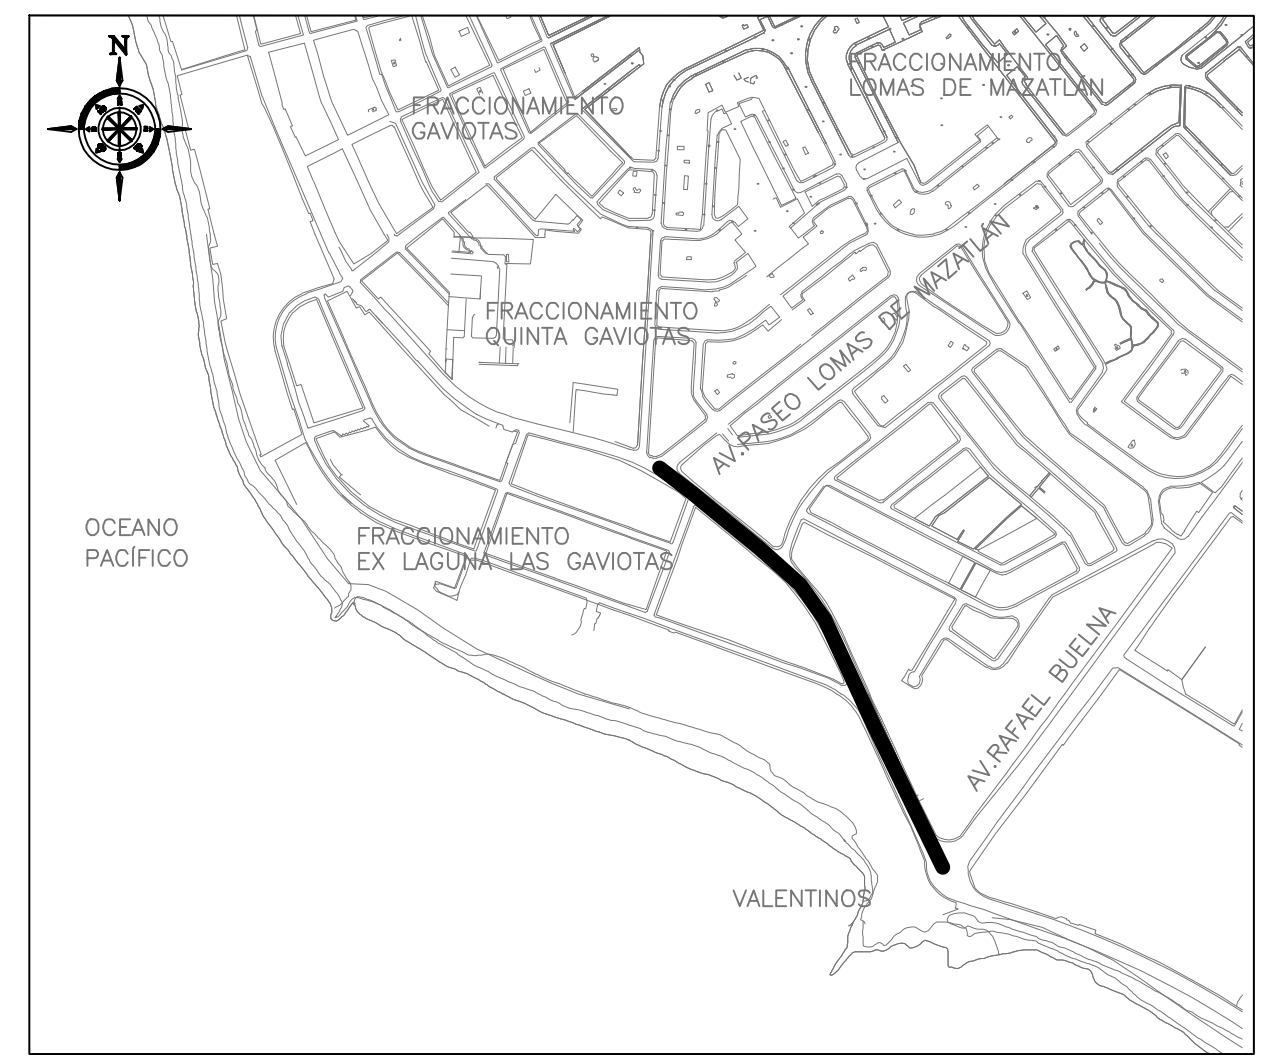 N
FRACCIONAMIENTO
LOMAS DE MAZATLÁN
FRACCIONAMIENTO
GAVIOTAS
FRACCIONAMIENTO
QUINTA GAVIOTAS
AV.PASEO LOMAS DE MAZATLÁN
OCEANO
PACÍFICO
FRACCIONAMIENTO
EX LAGUNA LAS GAVIOTAS
AV.RAFAEL BUELNA
VALENTINOS